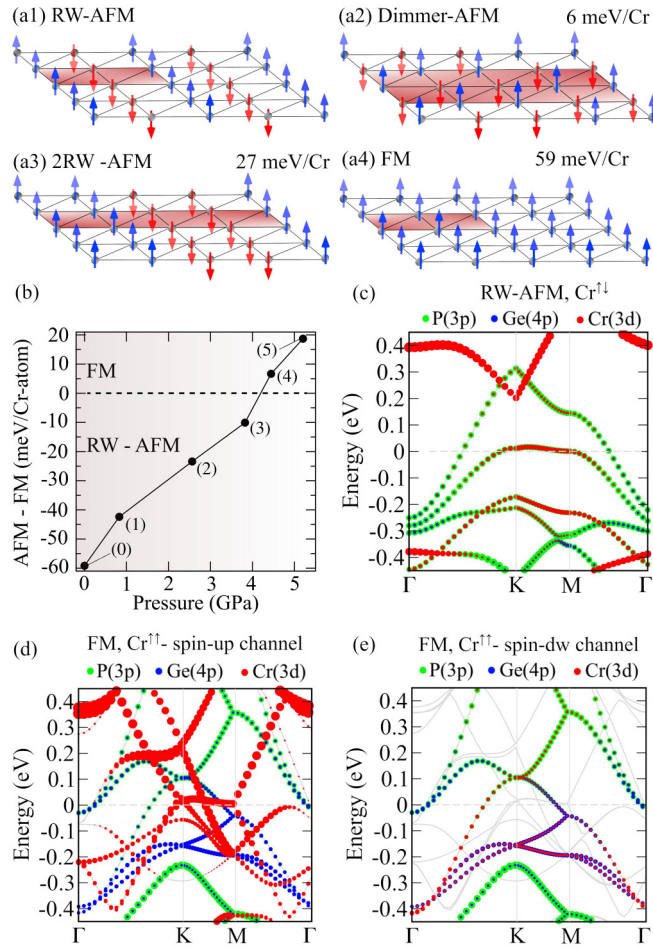 (a1) RW-AFM
(a2) Dimmer-AFM 6 meV/Cr
(a3) 2RW -AFM 27 meV/Cr
(a4) FM 59 meV/Cr
(b)
AFM - FM (meV/Cr-atom)
20
10
0
-10
-20
-30
-40
-50
-60
FM
RW - AFM
(5)
(4)
(3)
(2)
(1)
(0)
0 1 2 3 4 5
Pressure (GPa)
(c) RW-AFM, Cr↑↓
P(3p) Ge(4p) Cr(3d)
Energy (eV)
0.4
0.3
0.2
0.1
0
-0.1
-0.2
-0.3
-0.4
Γ K M Γ
(d) FM, Cr↑↑- spin-up channel
P(3p) Ge(4p) Cr(3d)
Energy (eV)
0.4
0.3
0.2
0.1
0
-0.1
-0.2
-0.3
-0.4
Γ K M Γ
(e) FM, Cr↑↑- spin-dw channel
P(3p) Ge(4p) Cr(3d)
Energy (eV)
0.4
0.3
0.2
0.1
0
-0.1
-0.2
-0.3
-0.4
Γ K M Γ